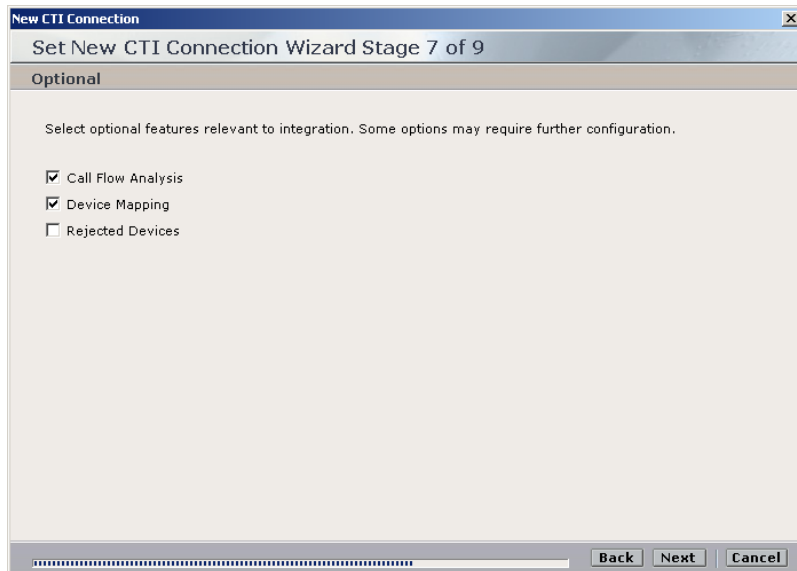 New CTI Connection
Set New CTI Connection Wizard Stage 7 of 9
Optional
Select optional features relevant to integration. Some options may require further configuration.
Call Flow Analysis
Device Mapping
Rejected Devices
Back Next Cancel